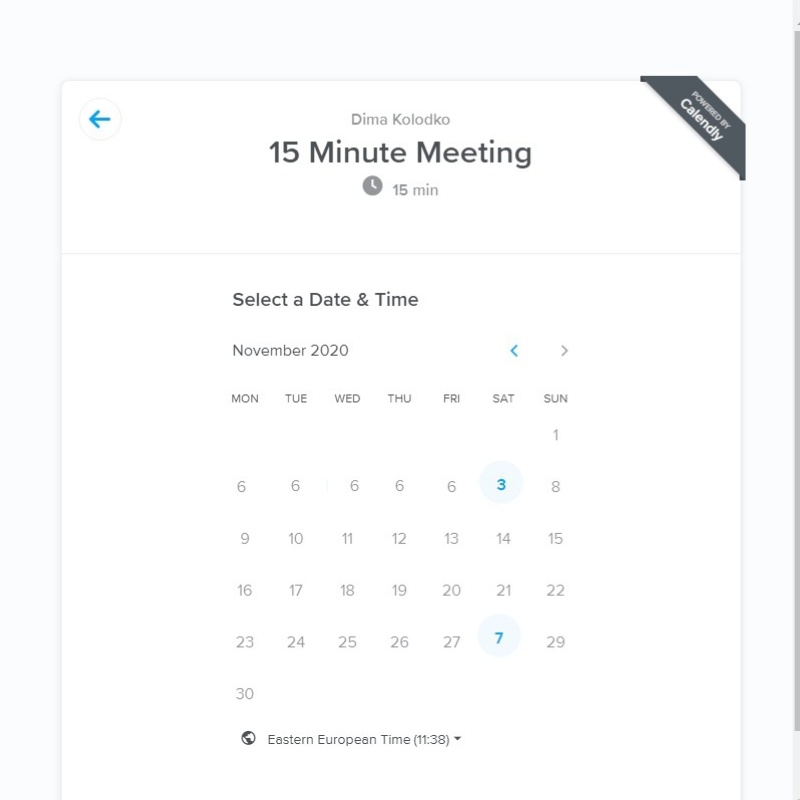 POWERED BY
Calendly
Dima Kolodko
15 Minute Meeting
15 min
Select a Date & Time
November 2020
MON TUE WED THU FRI SAT SUN
1
6 6 6 6 6 3 8
9 10 11 12 13 14 15
16 17 18 19 20 21 22
23 24 25 26 27 7 29
30
Eastern European Time (11:38)